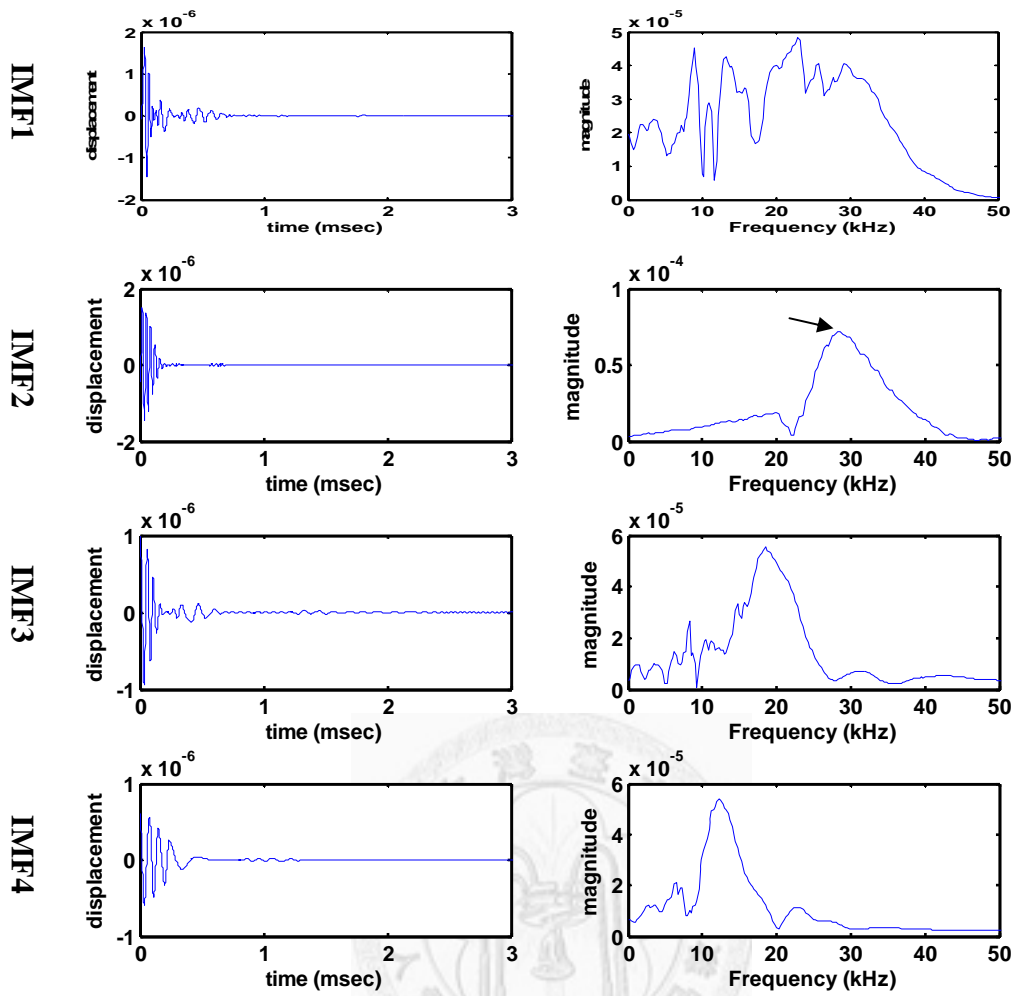 IMF1
x 10-6
2
1
0
-1
-2
displacement
0 1 2 3
time (msec)
x 10-5
5
4
3
2
1
0
magnitude
0 10 20 30 40 50
Frequency (kHz)
IMF2
x 10-6
2
0
-2
displacement
0 1 2 3
time (msec)
x 10-4
1
0.5
0
magnitude
0 10 20 30 40 50
Frequency (kHz)
IMF3
x 10-6
1
0
-1
displacement
0 1 2 3
time (msec)
x 10-5
6
4
2
0
magnitude
0 10 20 30 40 50
Frequency (kHz)
IMF4
x 10-6
1
0
-1
displacement
0 1 2 3
time (msec)
x 10-5
6
4
2
0
magnitude
0 10 20 30 40 50
Frequency (kHz)